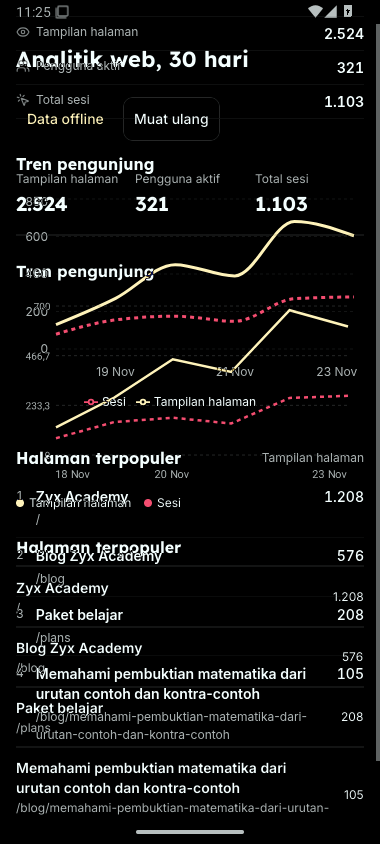 11:25
Tampilan halaman 2.524
Analitik web, 30 hari
Pengguna aktif 321
Total sesi 1.103
Data offline Muat ulang
Tren pengunjung
Tampilan halaman Pengguna aktif Total sesi
2.524 321 1.103
800
600
Tren pengunjung
400
700
200
0
466,7
19 Nov 21 Nov 23 Nov
Sesi Tampilan halaman
233,3
0
Halaman terpopuler Tampilan halaman
18 Nov 20 Nov 23 Nov
1 Zyx Academy 1.208
Tampilan halaman Sesi
/
Halaman terpopuler
2 Blog Zyx Academy 576
/blog
Zyx Academy 1.208
/
3 Paket belajar 208
/plans
Blog Zyx Academy 576
/blog
4 Memahami pembuktian matematika dari 105
urutan contoh dan kontra-contoh
Paket belajar 208
/blog/memahami-pembuktian-matematika-dari-
/plans
urutan-contoh-dan-kontra-contoh
Memahami pembuktian matematika dari
urutan contoh dan kontra-contoh 105
/blog/memahami-pembuktian-matematika-dari-urutan-